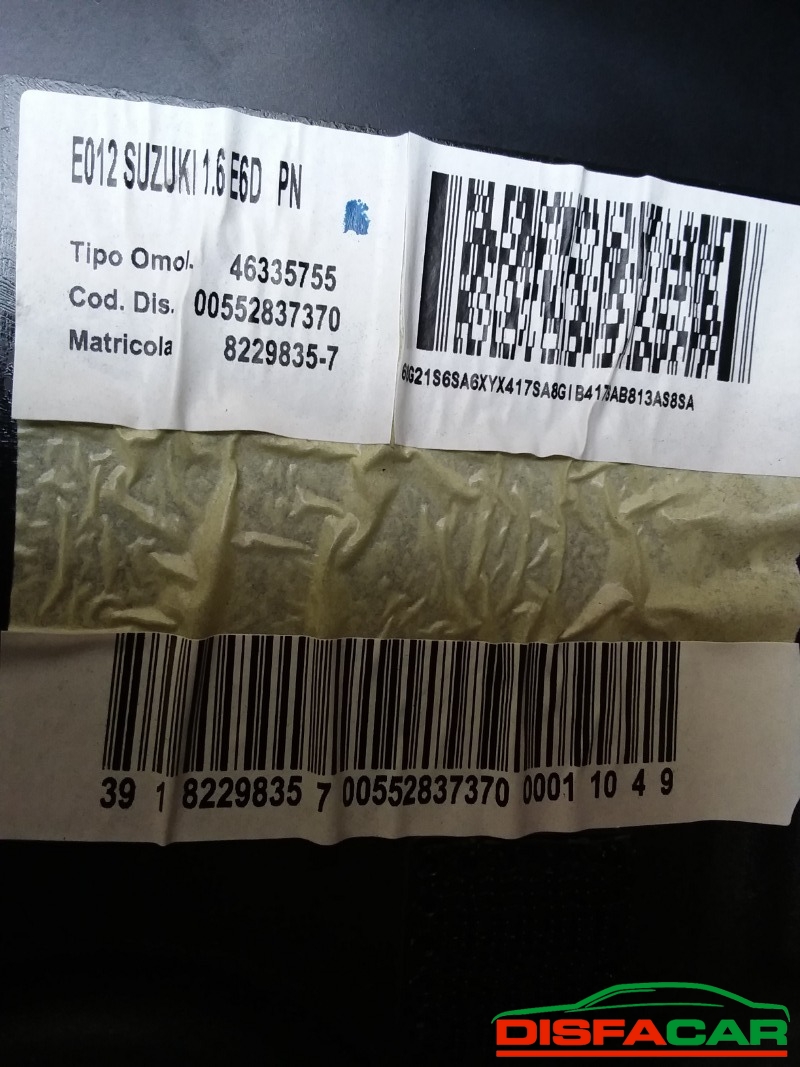 E012 SUZUKI 1.6 E6D PN
Tipo Omol. 46335755
Cod. Dis. 00552837370
Matricola 8229835-7
39 1 8229835 7 00552837370 0001 10 4 9
DISFACAR